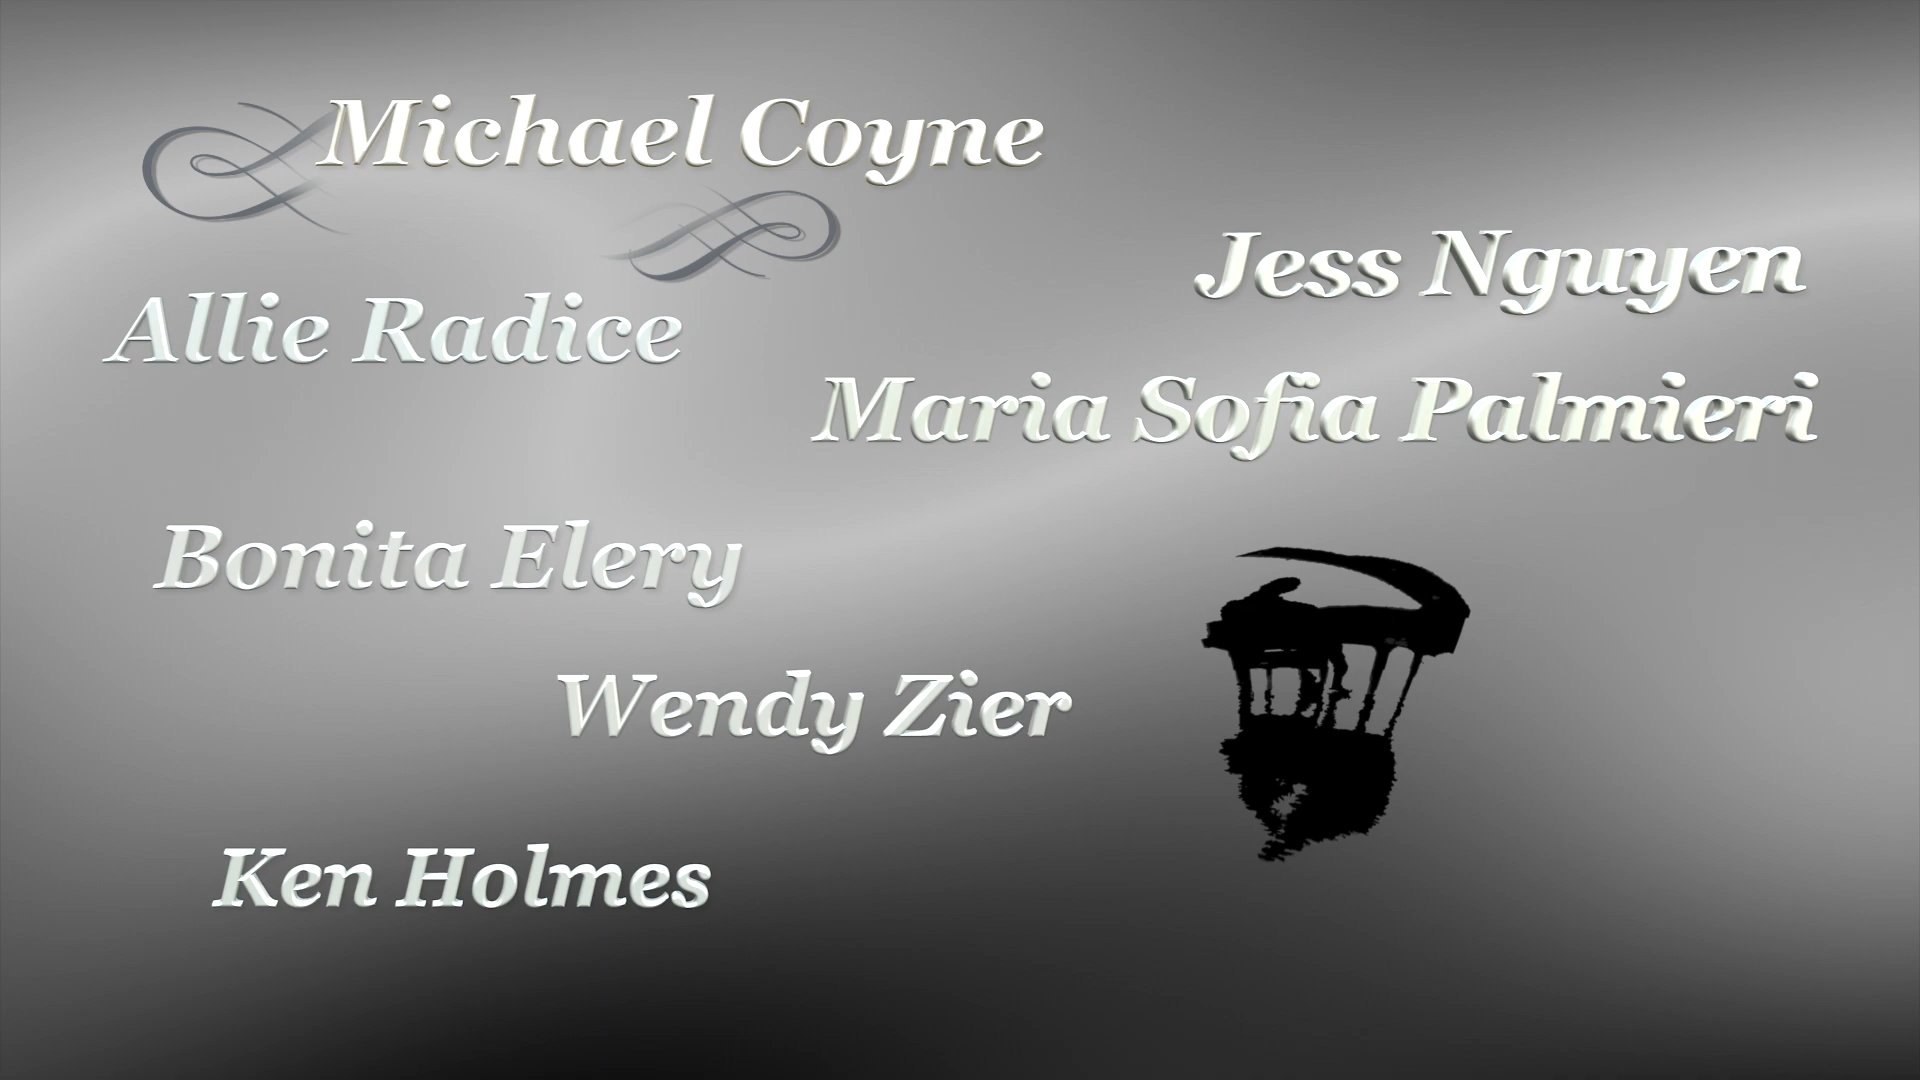 Michael Coyne
Jess Nguyen
Allie Radice
Maria Sofia Palmieri
Bonita Elery
Wendy Zier
Ken Holmes